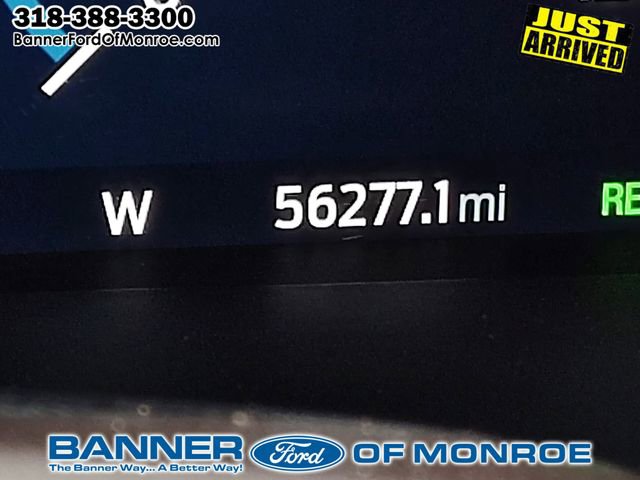 318-388-3300
BannerFordOfMonroe.com
JUST
ARRIVED
W 56277.1 mi RE
BANNER Ford OF MONROE
The Banner Way... A Better Way!